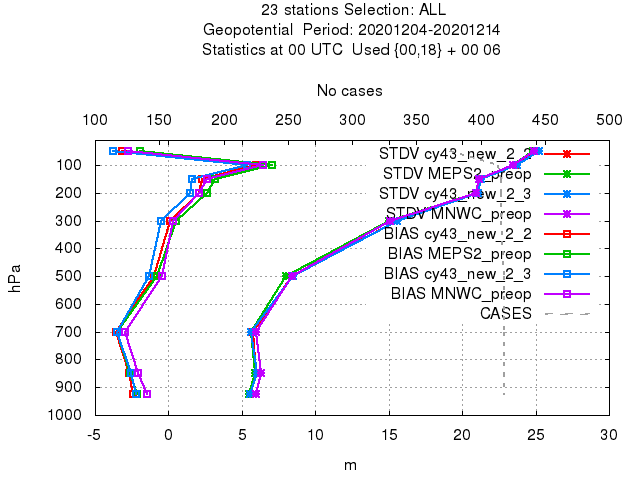 23 stations Selection: ALL
Geopotential  Period: 20201204-20201214
Statistics at 00 UTC  Used {00,18} + 00 06
No cases
100 150 200 250 300 350 400 450 500
STDV cy43_new_2_2
100
STDV MEPS2_preop
200
STDV cy43_new_2_3
STDV MNWC_preop
300
BIAS cy43_new_2_2
400
BIAS MEPS2_preop
500
BIAS cy43_new_2_3
600
BIAS MNWC_preop
CASES
700
800
900
1000
hPa
-5 0 5 10 15 20 25 30
m